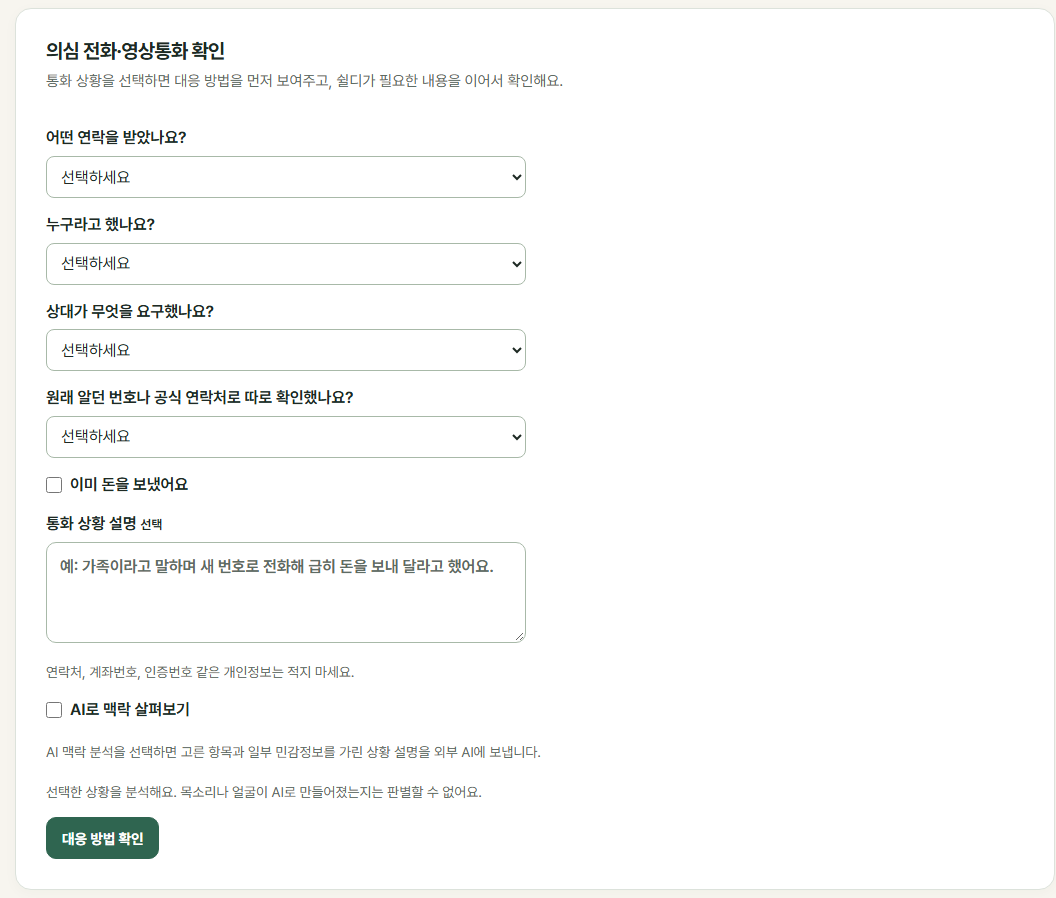 의심 전화·영상통화 확인
통화 상황을 선택하면 대응 방법을 먼저 보여주고, 쉴디가 필요한 내용을 이어서 확인해요.
어떤 연락을 받았나요?
선택하세요
누구라고 했나요?
선택하세요
상대가 무엇을 요구했나요?
선택하세요
원래 알던 번호나 공식 연락처로 따로 확인했나요?
선택하세요
이미 돈을 보냈어요
통화 상황 설명 선택
예: 가족이라고 말하며 새 번호로 전화해 급히 돈을 보내 달라고 했어요.
연락처, 계좌번호, 인증번호 같은 개인정보는 적지 마세요.
AI로 맥락 살펴보기
AI 맥락 분석을 선택하면 고른 항목과 일부 민감정보를 가린 상황 설명을 외부 AI에 보냅니다.
선택한 상황을 분석해요. 목소리나 얼굴이 AI로 만들어졌는지는 판별할 수 없어요.
대응 방법 확인